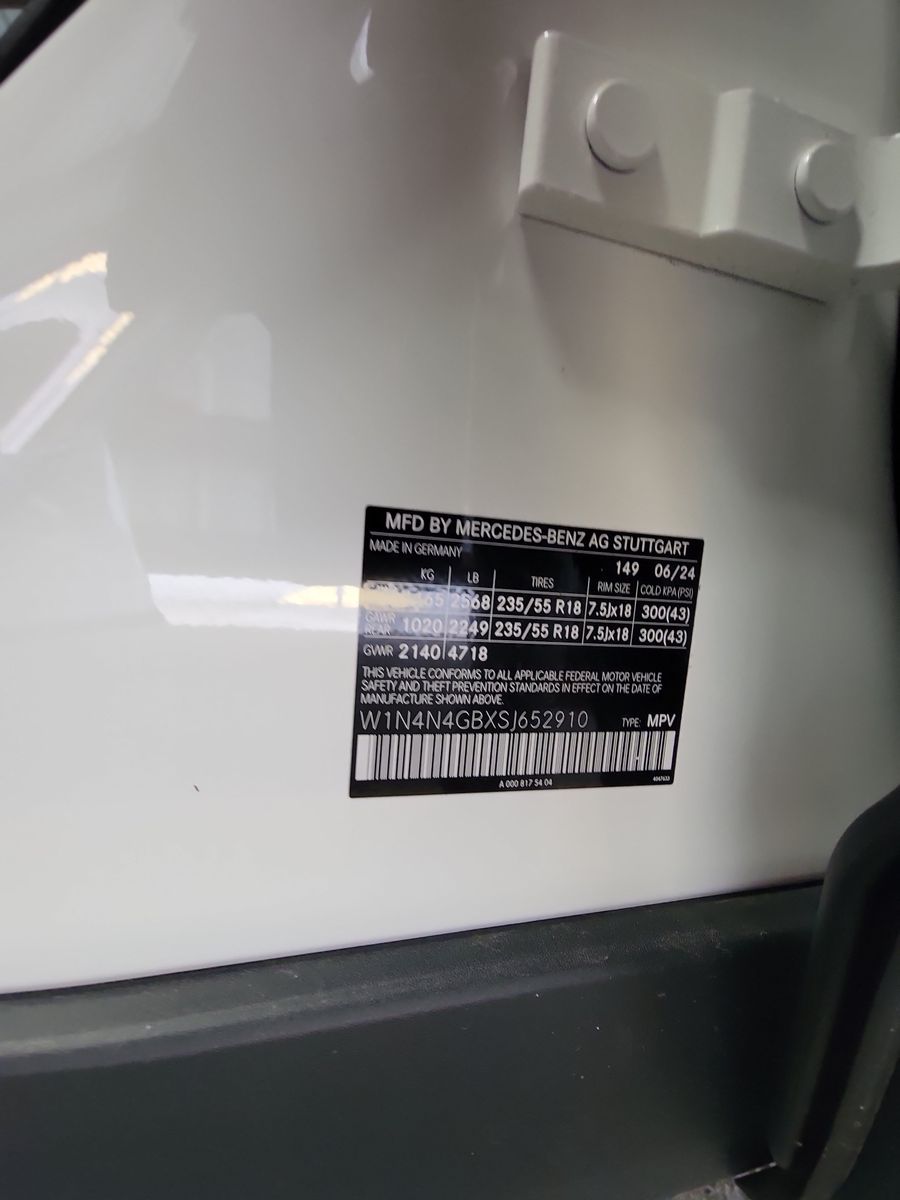 MFD BY MERCEDES-BENZ AG STUTTGART
MADE IN GERMANY
149 06/24
KG LB TIRES RIM SIZE COLD KPA (PSI)
2568 235/55 R18 7.5Jx18 300(43)
GAWR REAR 1020 2249 235/55 R18 7.5Jx18 300(43)
GVWR 2140 4718
THIS VEHICLE CONFORMS TO ALL APPLICABLE FEDERAL MOTOR VEHICLE
SAFETY AND THEFT PREVENTION STANDARDS IN EFFECT ON THE DATE OF
MANUFACTURE SHOWN ABOVE.
W1N4N4GBXSJ652910 TYPE: MPV
A 000 817 54 04